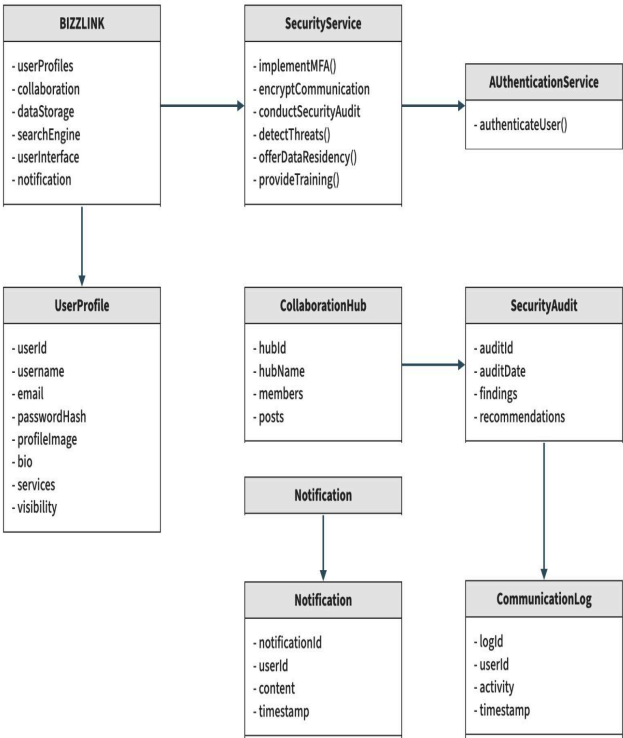 BIZZLINK
- userProfiles
- collaboration
- dataStorage
- searchEngine
- userInterface
- notification
SecurityService
- implementMFA()
- encryptCommunication
- conductSecurityAudit
- detectThreats()
- offerDataResidency()
- provideTraining()
AUthenticationService
- authenticateUser()
UserProfile
- userId
- username
- email
- passwordHash
- profileImage
- bio
- services
- visibility
CollaborationHub
- hubId
- hubName
- members
- posts
SecurityAudit
- auditId
- auditDate
- findings
- recommendations
Notification
Notification
- notificationId
- userId
- content
- timestamp
CommunicationLog
- logId
- userId
- activity
- timestamp